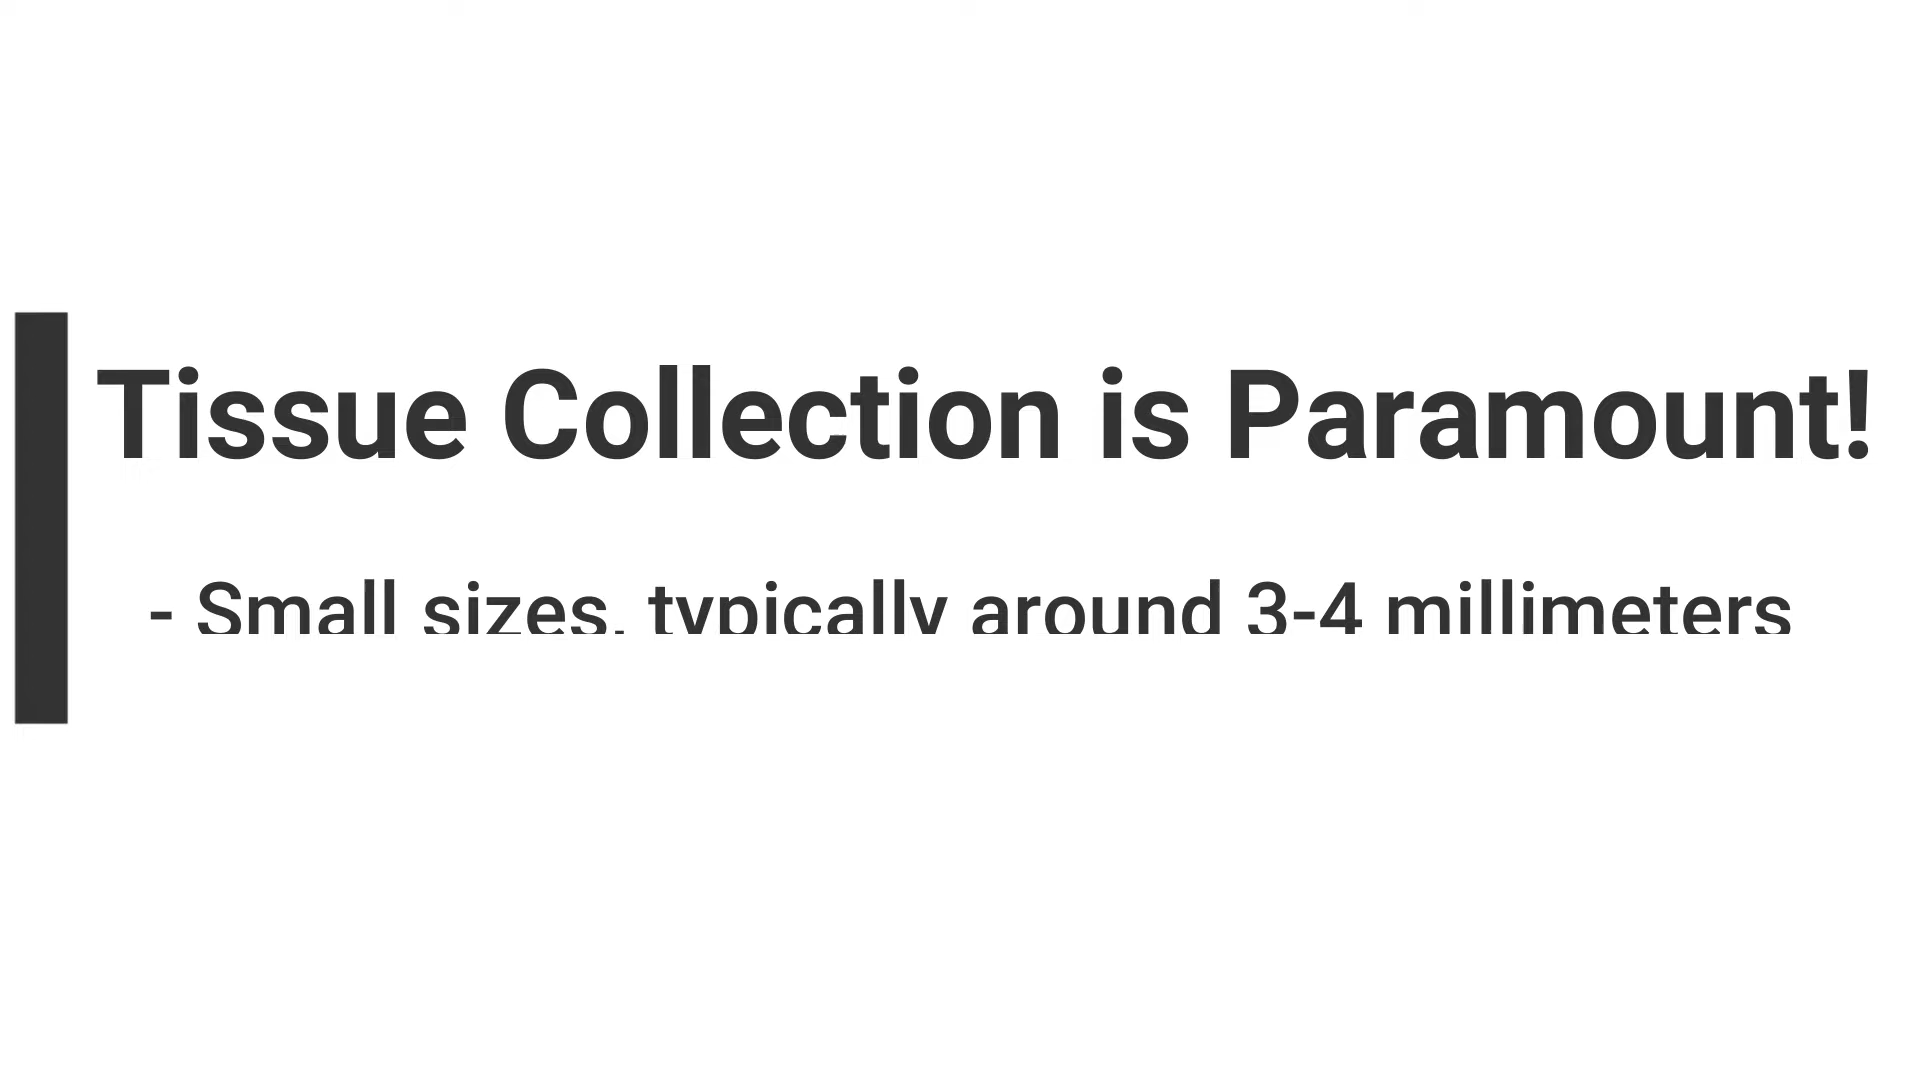 Tissue Collection is Paramount!
- Small sizes, typically around 3-4 millimeters